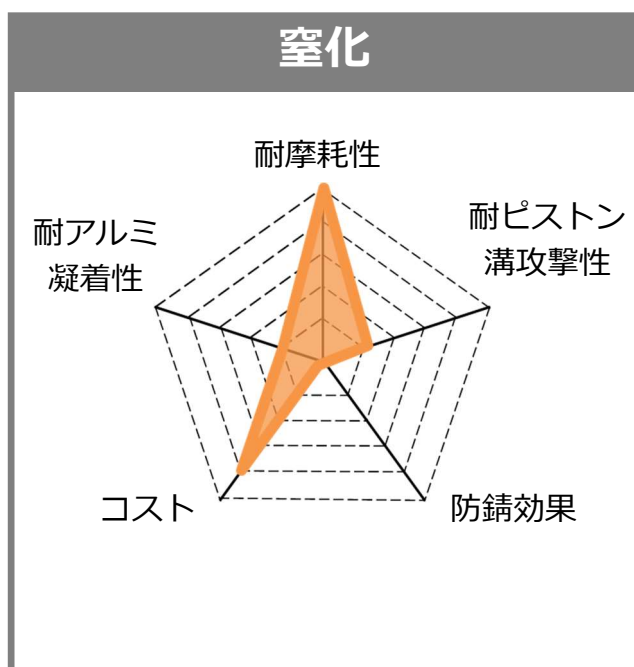 窒化
耐摩耗性
耐ピストン
溝攻撃性
耐アルミ
凝着性
コスト
防錆効果